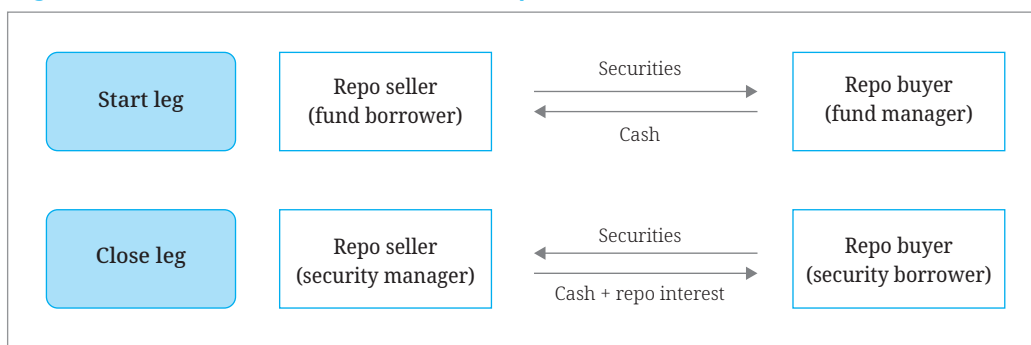 Start leg
Repo seller
(fund borrower)
Securities
Cash
Repo buyer
(fund manager)
Close leg
Repo seller
(security manager)
Securities
Cash + repo interest
Repo buyer
(security borrower)